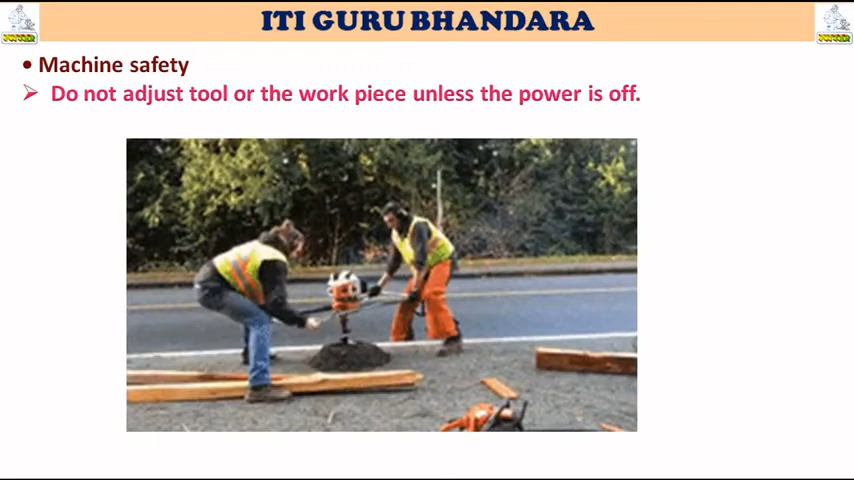 ITI GURU BHANDARA
• Machine safety
➢ Do not adjust tool or the work piece unless the power is off.